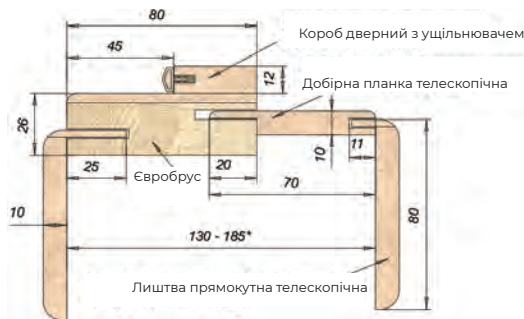 80
45
Короб дверний з ущільнювачем
12
Добірна планка телескопічна
26
25
Євробрус
20
10
11
70
10
80
130 - 185*
Лиштва прямокутна телескопічна